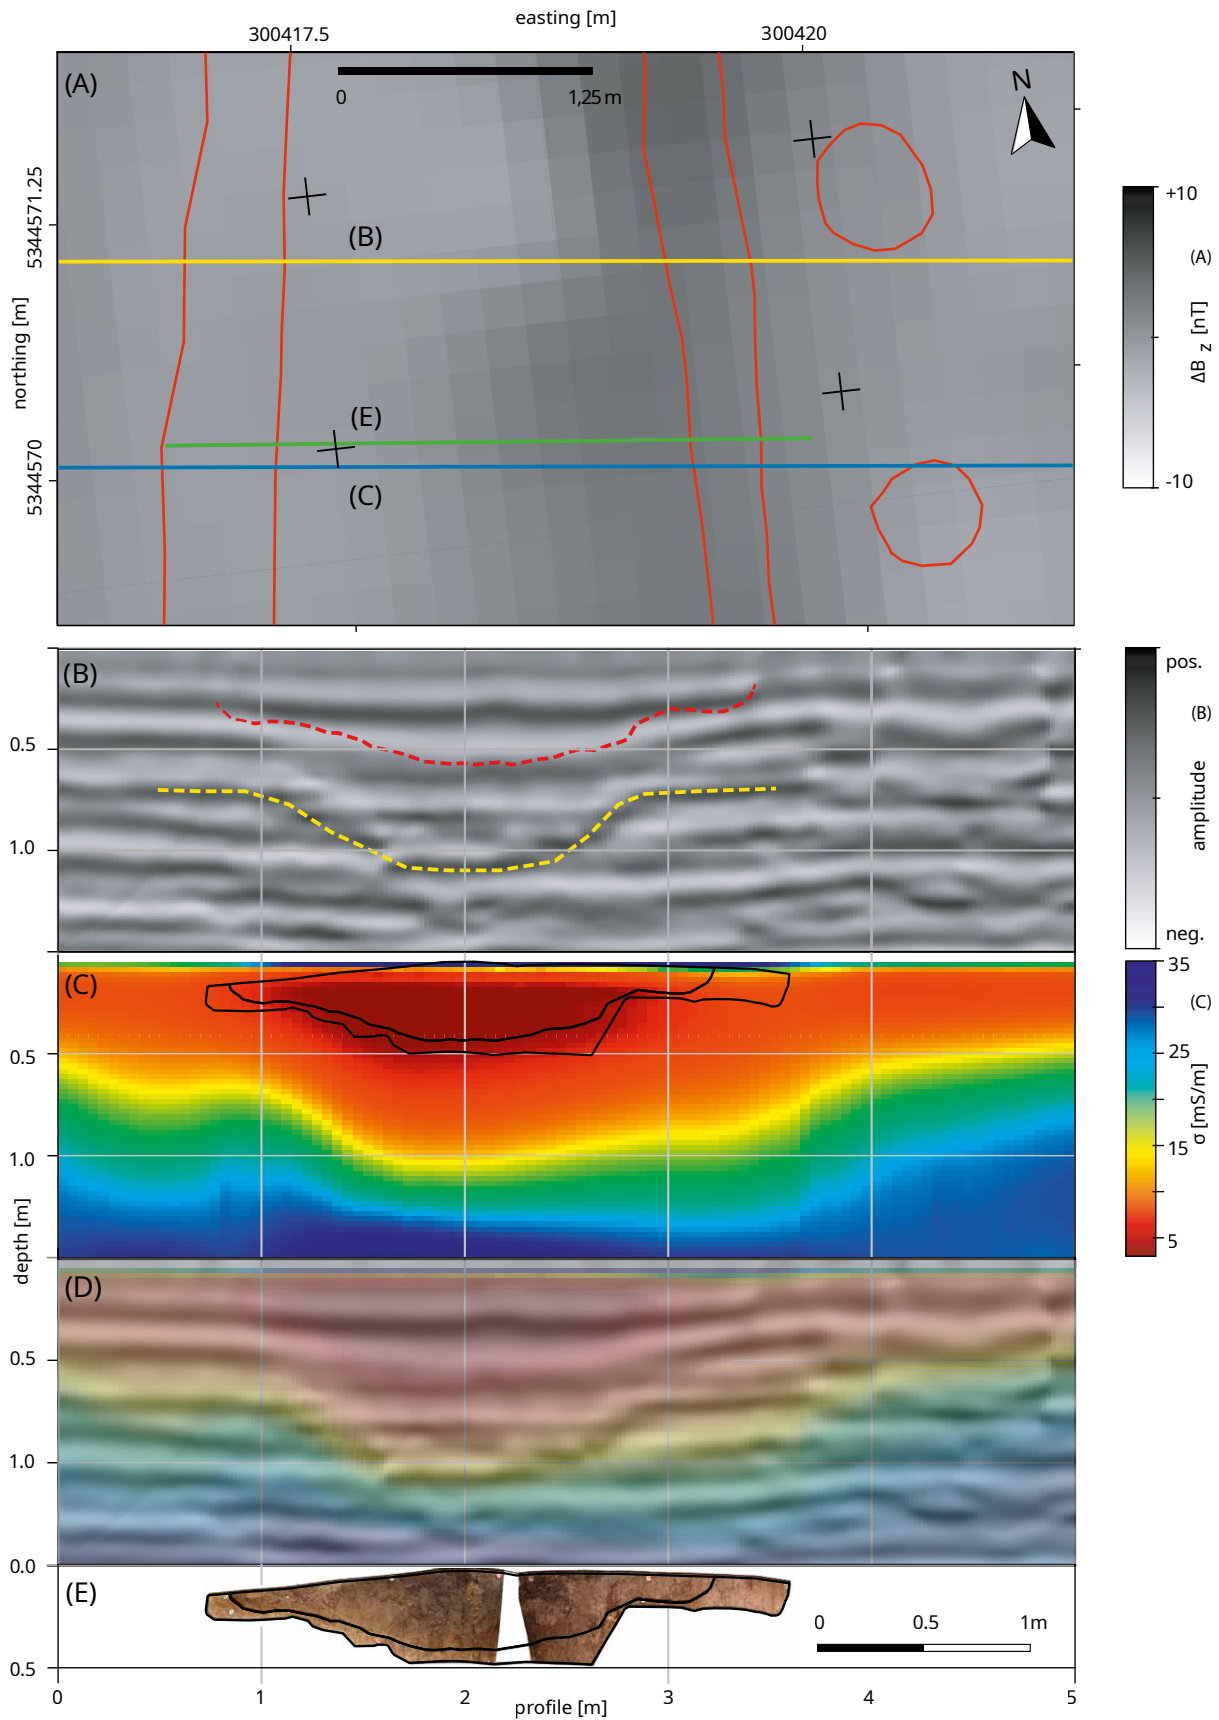 easting [m]
300417.5
300420
(A)
0
1,25 m
N
5344571.25
(B)
+10
(A)
northing [m]
ΔB z [nT]
(E)
5344570
(C)
-10
(B)
pos.
(B)
0.5
amplitude
1.0
neg.
(C)
35
(C)
0.5
25
σ [mS/m]
15
1.0
depth [m]
5
(D)
0.5
1.0
0.0
(E)
0
0.5
1m
0.5
0
1
2
3
4
5
profile [m]